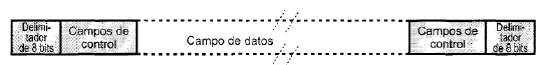 Delimi-
tador
de 8 bits
Campos de
control
Campo de datos
Campos de
control
Delimi-
tador
de 8 bits